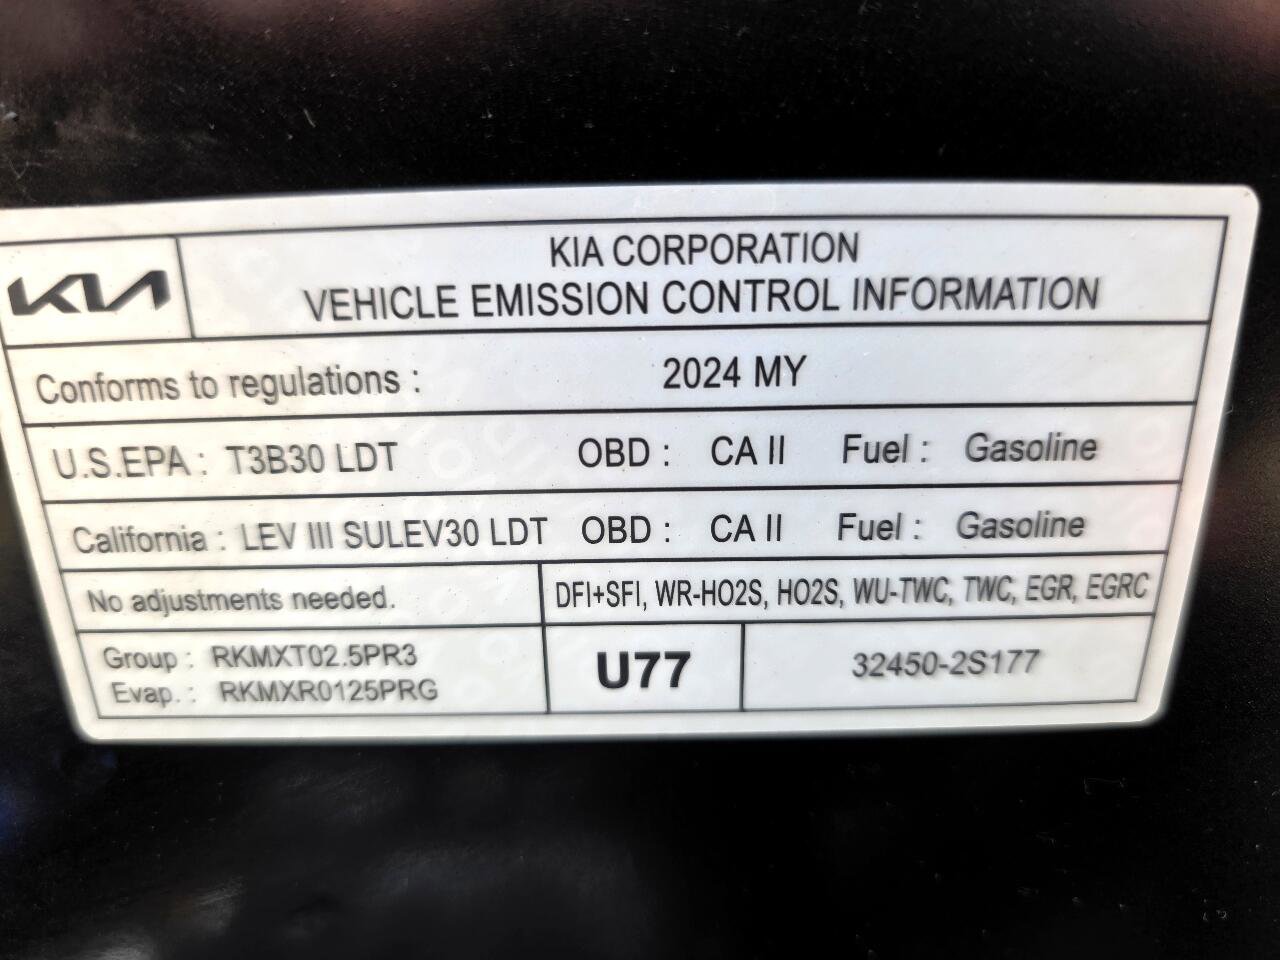 KIA CORPORATION
KIA VEHICLE EMISSION CONTROL INFORMATION
Conforms to regulations : 2024 MY
U.S.EPA : T3B30 LDT OBD : CA II Fuel : Gasoline
California : LEV III SULEV30 LDT OBD : CA II Fuel : Gasoline
No adjustments needed. DFI+SFI, WR-HO2S, HO2S, WU-TWC, TWC, EGR, EGRC
Group : RKMXT02.5PR3
Evap. : RKMXR0125PRG
U77 32450-2S177